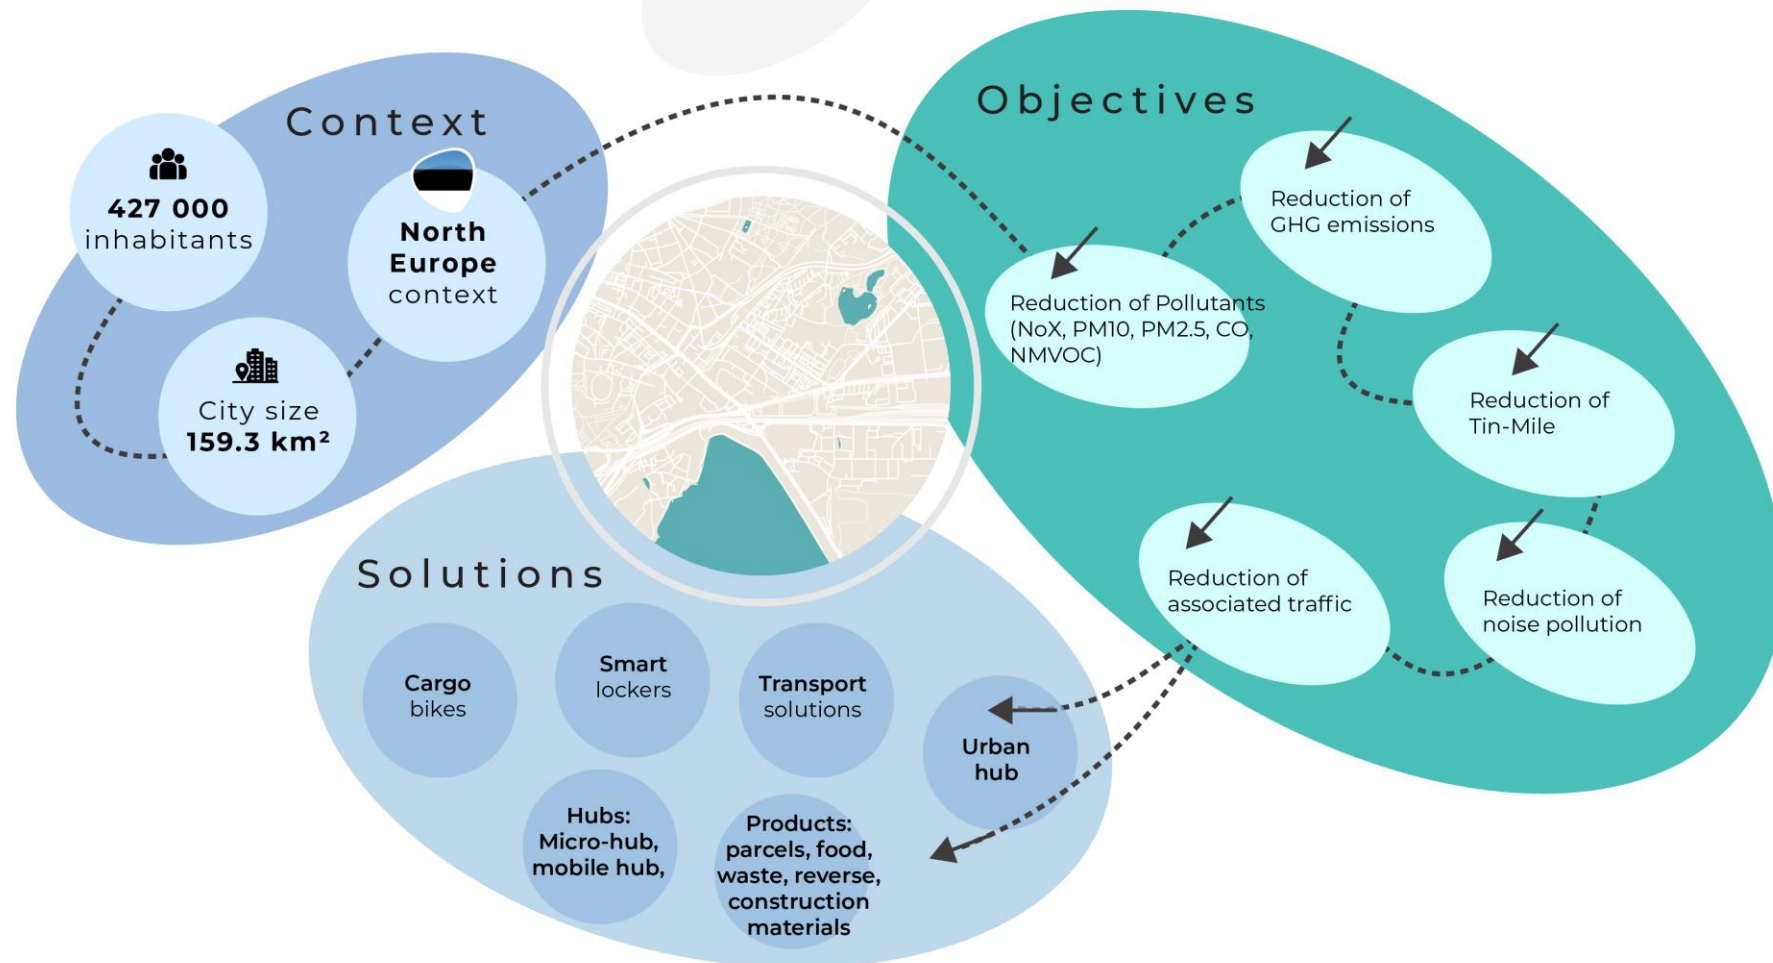 Context
427 000
inhabitants
City size
159.3 km²
North
Europe
context
Objectives
Reduction of Pollutants
(NoX, PM10, PM2.5, CO,
NMVOC)
Reduction of
GHG emissions
Reduction of
Tin-Mile
Reduction of
noise pollution
Reduction of
associated traffic
Solutions
Cargo
bikes
Smart
lockers
Transport
solutions
Urban
hub
Hubs:
Micro-hub,
mobile hub,
Products:
parcels, food,
waste, reverse,
construction
materials